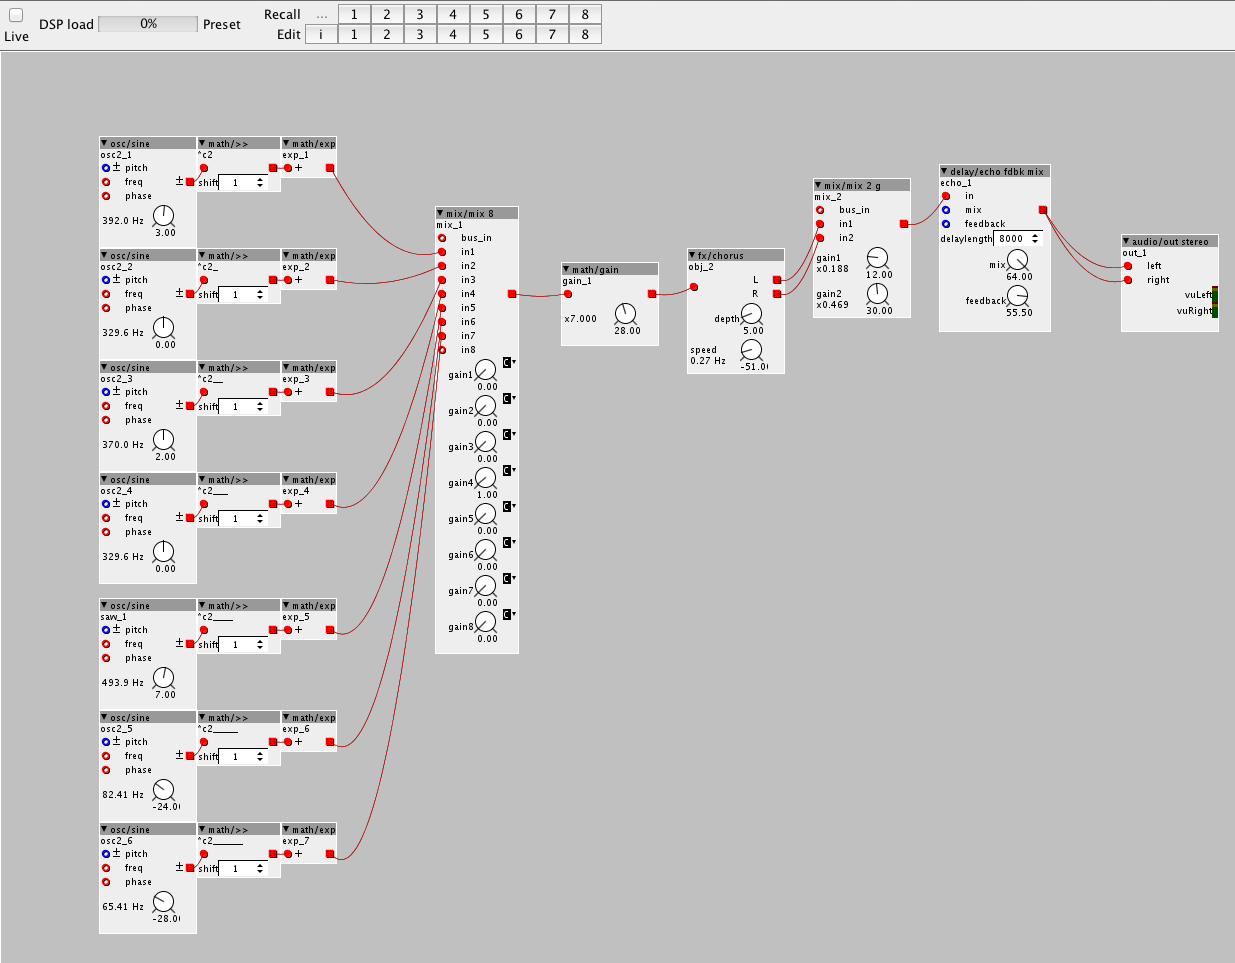 Live
DSP load
0%
Preset
Recall ... 1 2 3 4 5 6 7 8
Edit i 1 2 3 4 5 6 7 8
osc/sine
osc2_1
± pitch
freq ±
phase
392.0 Hz
3.00
math/>>
^c2
shift 1
math/exp
exp_1
+
osc/sine
osc2_2
± pitch
freq ±
phase
329.6 Hz
0.00
math/>>
^c2_
shift 1
math/exp
exp_2
+
osc/sine
osc2_3
± pitch
freq ±
phase
370.0 Hz
2.00
math/>>
^c2__
shift 1
math/exp
exp_3
+
osc/sine
osc2_4
± pitch
freq ±
phase
329.6 Hz
0.00
math/>>
^c2___
shift 1
math/exp
exp_4
+
osc/sine
saw_1
± pitch
freq ±
phase
493.9 Hz
7.00
math/>>
^c2____
shift 1
math/exp
exp_5
+
osc/sine
osc2_5
± pitch
freq ±
phase
82.41 Hz
-24.0
math/>>
^c2_____
shift 1
math/exp
exp_6
+
osc/sine
osc2_6
± pitch
freq ±
phase
65.41 Hz
-28.0
math/>>
^c2______
shift 1
math/exp
exp_7
+
mix/mix 8
mix_1
bus_in
in1
in2
in3
in4
in5
in6
in7
in8
gain1 C
0.00
gain2 C
0.00
gain3 C
0.00
gain4 C
1.00
gain5 C
0.00
gain6 C
0.00
gain7 C
0.00
gain8 C
0.00
math/gain
gain_1
x7.000
28.00
fx/chorus
obj_2
L
R
depth
5.00
speed
0.27 Hz
-51.0
mix/mix 2 g
mix_2
bus_in
in1
in2
gain1
x0.188
12.00
gain2
x0.469
30.00
delay/echo fdbk mix
echo_1
in
mix
feedback
delaylength 8000
mix
64.00
feedback
55.50
audio/out stereo
out_1
left
right
vuLeft
vuRight